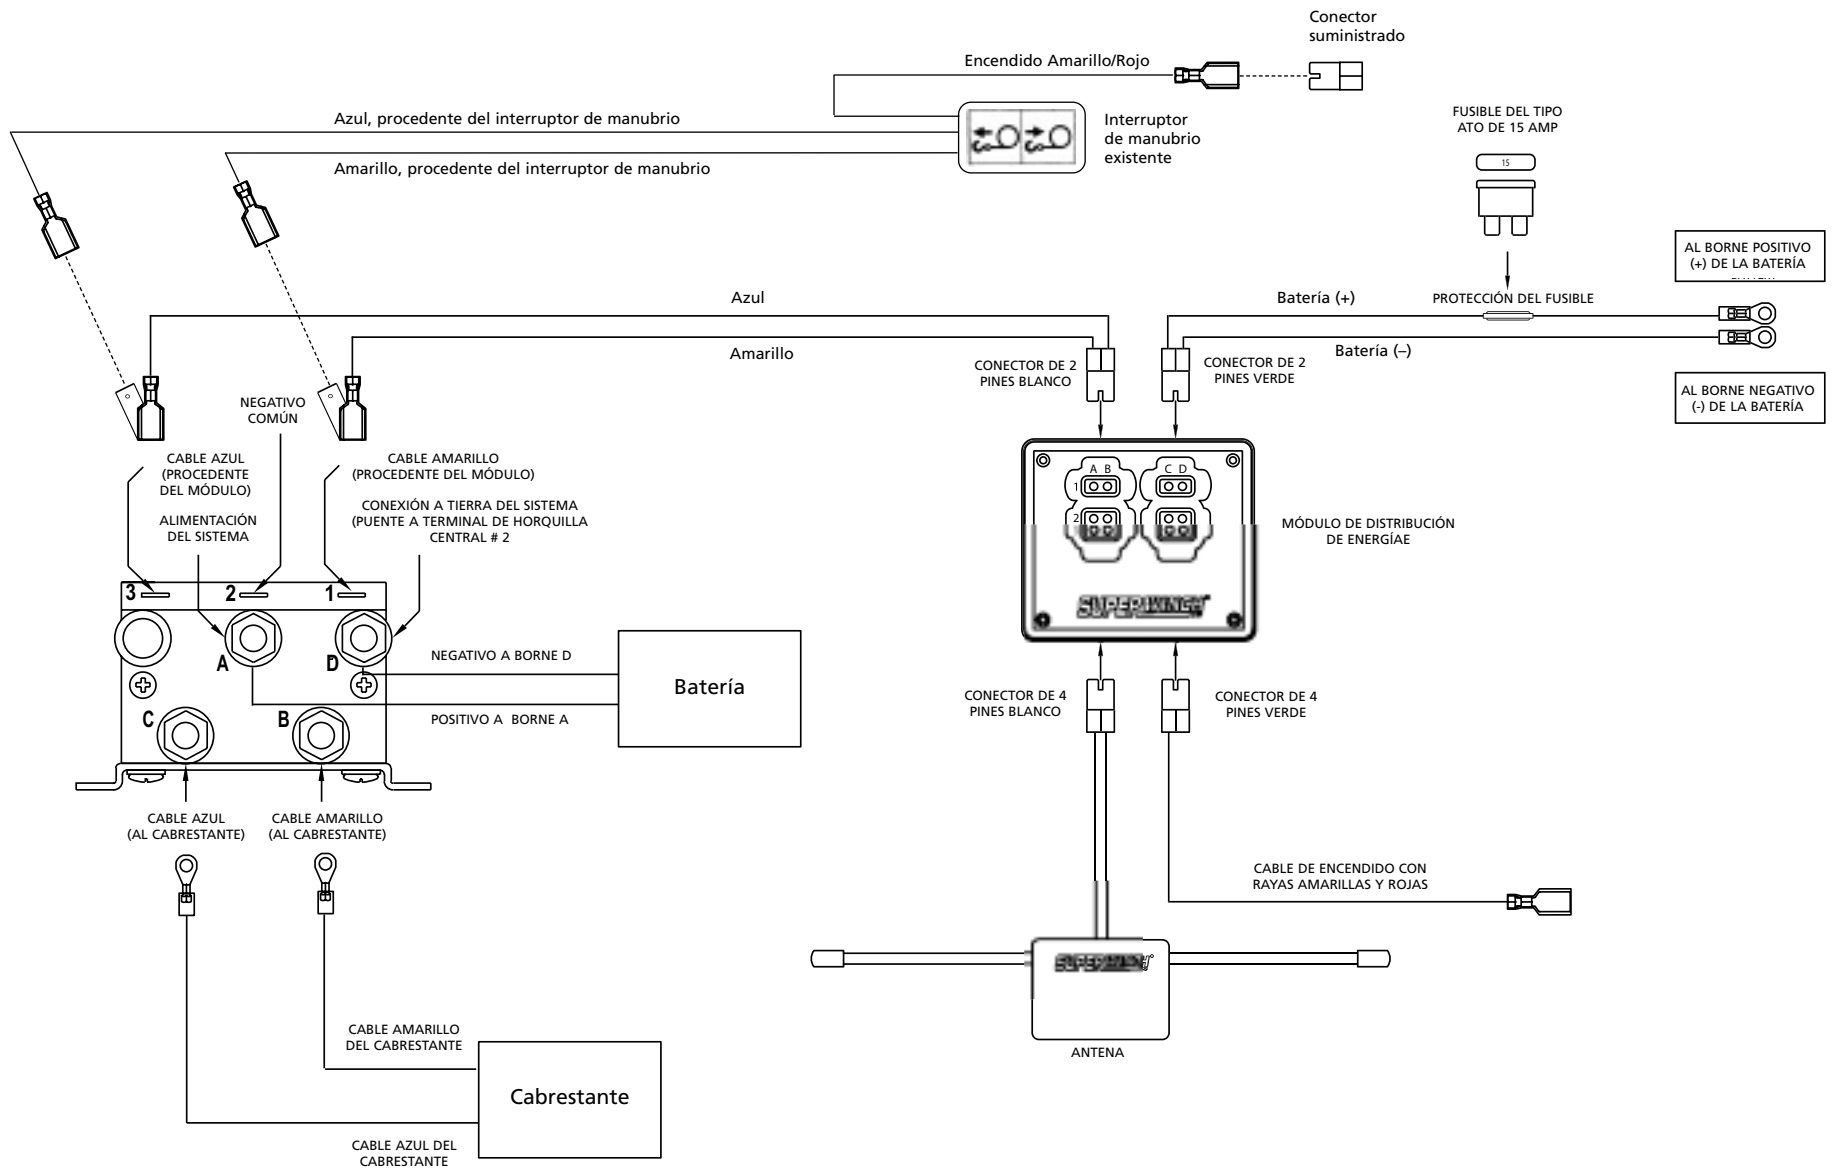 Conector
suministrado
Encendido Amarillo/Rojo
Azul, procedente del interruptor de manubrio
Amarillo, procedente del interruptor de manubrio
Interruptor
de manubrio
existente
FUSIBLE DEL TIPO
ATO DE 15 AMP
15
AL BORNE POSITIVO
(+) DE LA BATERÍA
Azul
Batería (+)
PROTECCIÓN DEL FUSIBLE
Amarillo
Batería (–)
CONECTOR DE 2
PINES BLANCO
CONECTOR DE 2
PINES VERDE
AL BORNE NEGATIVO
(-) DE LA BATERÍA
NEGATIVO
COMÚN
CABLE AZUL
(PROCEDENTE
DEL MÓDULO)
CABLE AMARILLO
(PROCEDENTE DEL MÓDULO)
ALIMENTACIÓN
DEL SISTEMA
CONEXIÓN A TIERRA DEL SISTEMA
(PUENTE A TERMINAL DE HORQUILLA
CENTRAL # 2
A B
C D
1
2
MÓDULO DE DISTRIBUCIÓN
DE ENERGÍAE
SUPERWINCH
3
2
1
A
D
C
B
NEGATIVO A BORNE D
Batería
POSITIVO A BORNE A
CONECTOR DE 4
PINES BLANCO
CONECTOR DE 4
PINES VERDE
CABLE AZUL
(AL CABRESTANTE)
CABLE AMARILLO
(AL CABRESTANTE)
CABLE DE ENCENDIDO CON
RAYAS AMARILLAS Y ROJAS
SUPERWINCH
ANTENA
CABLE AMARILLO
DEL CABRESTANTE
Cabrestante
CABLE AZUL DEL
CABRESTANTE